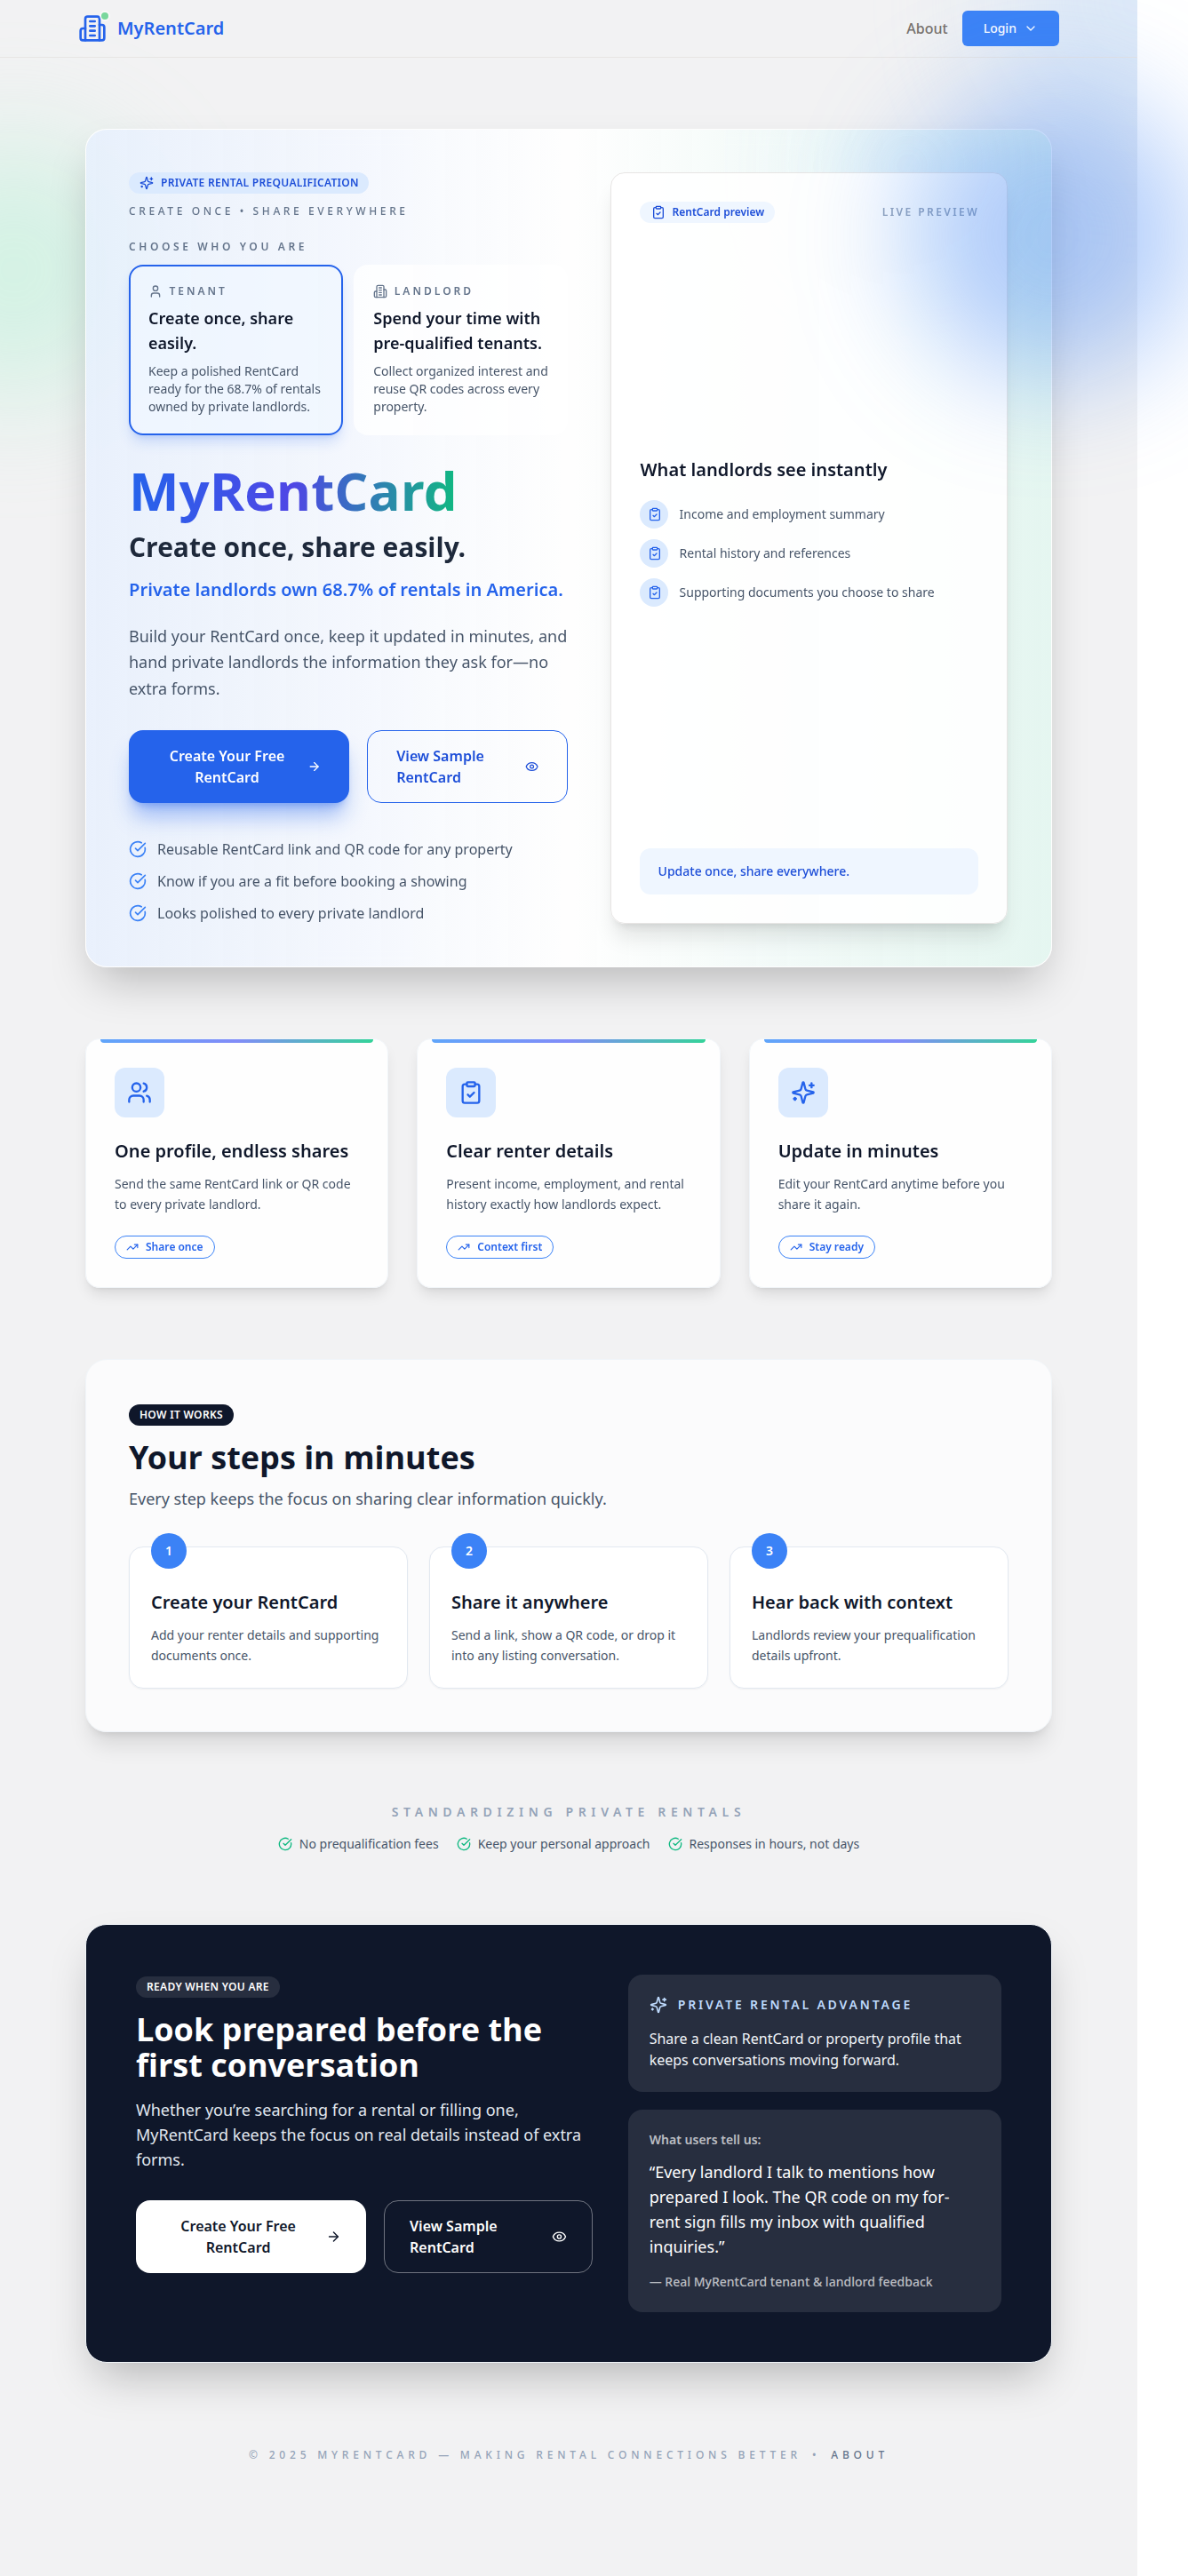 MyRentCard
About
Login
PRIVATE RENTAL PREQUALIFICATION
CREATE ONCE • SHARE EVERYWHERE
CHOOSE WHO YOU ARE
TENANT
Create once, share
easily.
Keep a polished RentCard
ready for the 68.7% of rentals
owned by private landlords.
LANDLORD
Spend your time with
pre-qualified tenants.
Collect organized interest and
reuse QR codes across every
property.
MyRentCard
Create once, share easily.
Private landlords own 68.7% of rentals in America.
Build your RentCard once, keep it updated in minutes, and
hand private landlords the information they ask for—no
extra forms.
Create Your Free
RentCard
View Sample
RentCard
Reusable RentCard link and QR code for any property
Know if you are a fit before booking a showing
Looks polished to every private landlord
RentCard preview
LIVE PREVIEW
What landlords see instantly
Income and employment summary
Rental history and references
Supporting documents you choose to share
Update once, share everywhere.
One profile, endless shares
Send the same RentCard link or QR code
to every private landlord.
Share once
Clear renter details
Present income, employment, and rental
history exactly how landlords expect.
Context first
Update in minutes
Edit your RentCard anytime before you
share it again.
Stay ready
HOW IT WORKS
Your steps in minutes
Every step keeps the focus on sharing clear information quickly.
1
Create your RentCard
Add your renter details and supporting
documents once.
2
Share it anywhere
Send a link, show a QR code, or drop it
into any listing conversation.
3
Hear back with context
Landlords review your prequalification
details upfront.
STANDARDIZING PRIVATE RENTALS
No prequalification fees
Keep your personal approach
Responses in hours, not days
READY WHEN YOU ARE
Look prepared before the
first conversation
Whether you’re searching for a rental or filling one,
MyRentCard keeps the focus on real details instead of extra
forms.
Create Your Free
RentCard
View Sample
RentCard
PRIVATE RENTAL ADVANTAGE
Share a clean RentCard or property profile that
keeps conversations moving forward.
What users tell us:
“Every landlord I talk to mentions how
prepared I look. The QR code on my for-
rent sign fills my inbox with qualified
inquiries.”
— Real MyRentCard tenant & landlord feedback
© 2025 MYRENTCARD — MAKING RENTAL CONNECTIONS BETTER • ABOUT